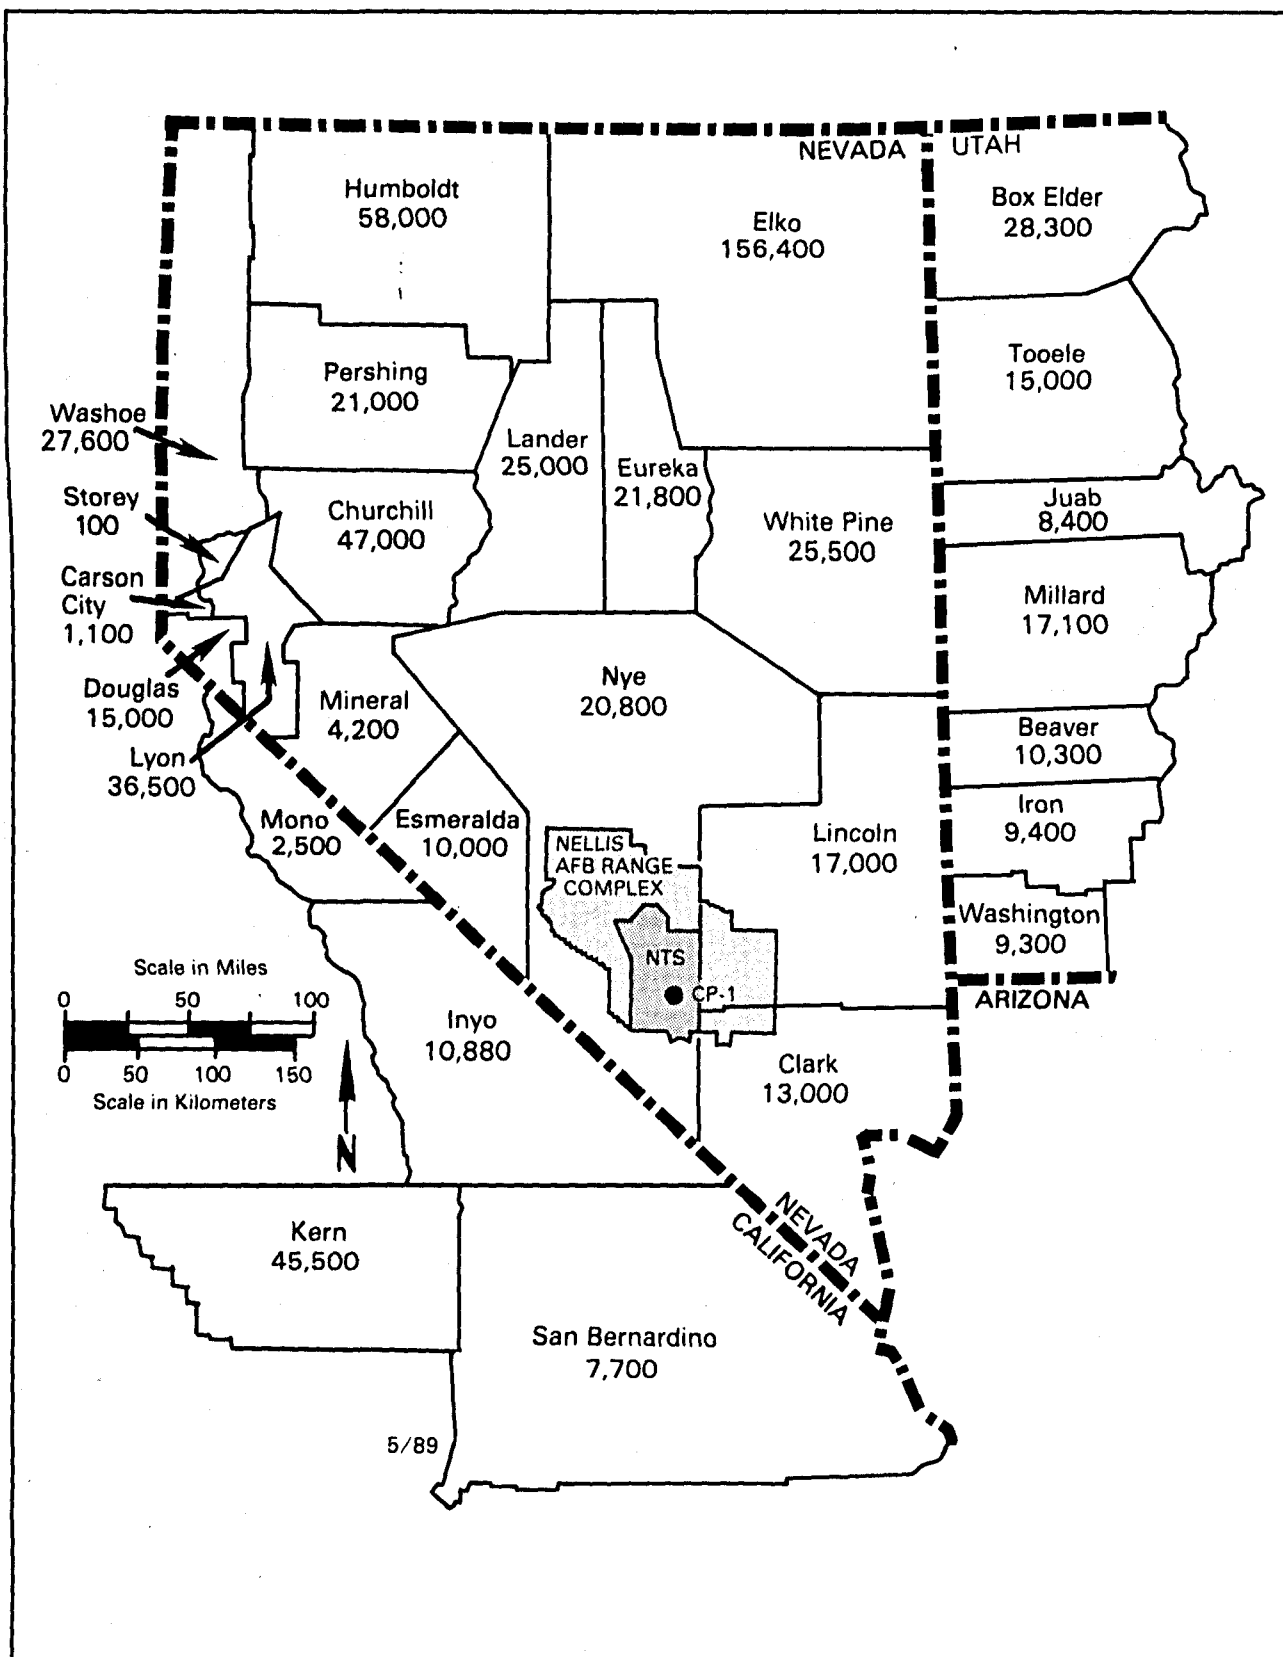 NEVADA
UTAH
Humboldt
58,000
Elko
156,400
Box Elder
28,300
Tooele
15,000
Pershing
21,000
Washoe
27,600
Lander
25,000
Eureka
21,800
Storey
100
Churchill
47,000
White Pine
25,500
Juab
8,400
Carson
City
1,100
Millard
17,100
Douglas
15,000
Mineral
4,200
Nye
20,800
Beaver
10,300
Lyon
36,500
Mono
2,500
Esmeralda
10,000
Iron
9,400
Lincoln
17,000
NELLIS
AFB RANGE
COMPLEX
Washington
9,300
NTS
CP-1
ARIZONA
Scale in Miles
0 50 100
0 50 100 150
Scale in Kilometers
N
Inyo
10,880
Clark
13,000
NEVADA
CALIFORNIA
Kern
45,500
San Bernardino
7,700
5/89